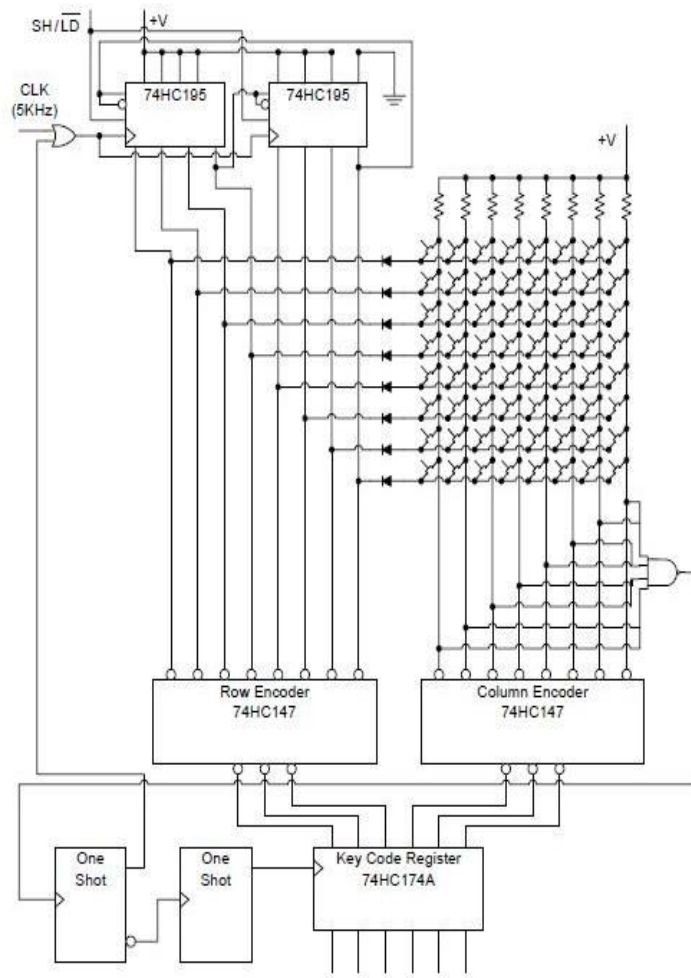 SH/LD
+V
74HC195
74HC195
CLK
(5KHz)
+V
Row Encoder
74HC147
Column Encoder
74HC147
One
Shot
One
Shot
Key Code Register
74HC174A